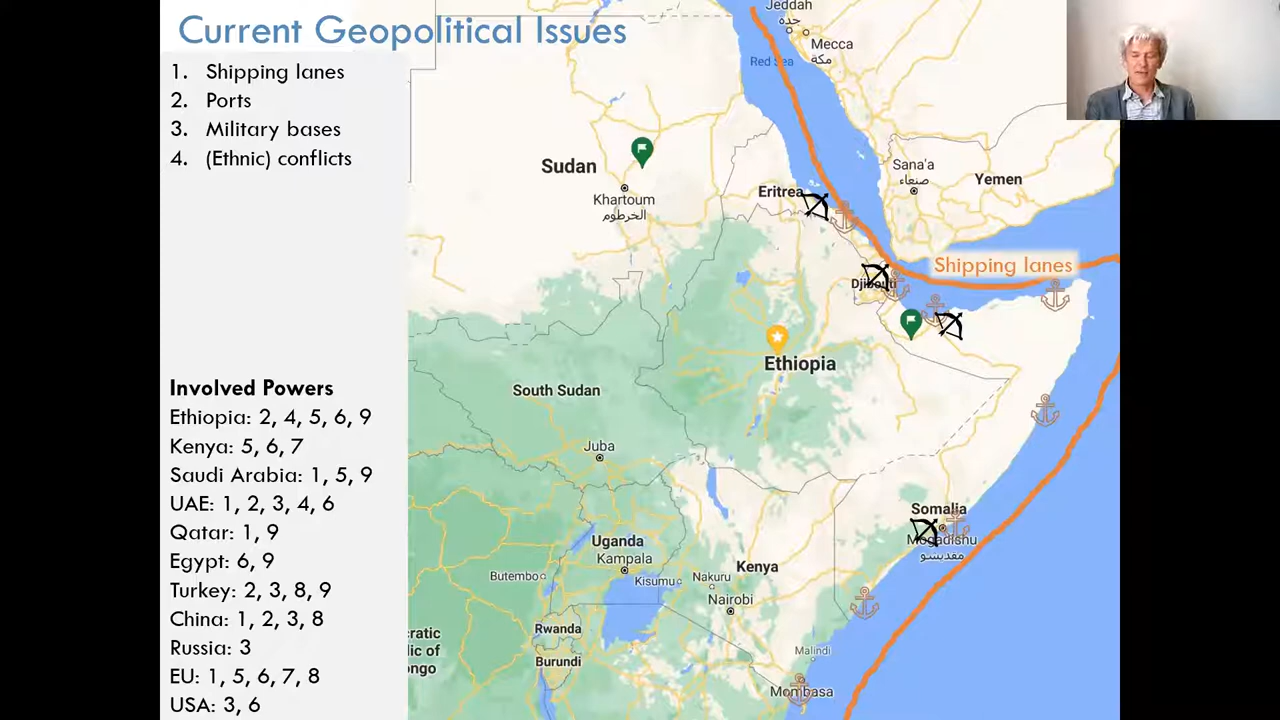 Current Geopolitical Issues
1. Shipping lanes
2. Ports
3. Military bases
4. (Ethnic) conflicts
Involved Powers
Ethiopia: 2, 4, 5, 6, 9
Kenya: 5, 6, 7
Saudi Arabia: 1, 5, 9
UAE: 1, 2, 3, 4, 6
Qatar: 1, 9
Egypt: 6, 9
Turkey: 2, 3, 8, 9
China: 1, 2, 3, 8
Russia: 3
EU: 1, 5, 6, 7, 8
USA: 3, 6
Jeddah
جدة
Mecca
مكة
Red Sea
Sudan
Khartoum
الخرطوم
Eritrea
Sana'a
صنعاء
Yemen
Shipping lanes
Djibouti
Ethiopia
South Sudan
Juba
Somalia
Mogadishu
مقديشو
Uganda
Kampala
Butembo
Kisumu
Nakuru
Kenya
Nairobi
Rwanda
Burundi
cratic
lic of
ongo
Malindi
Mombasa